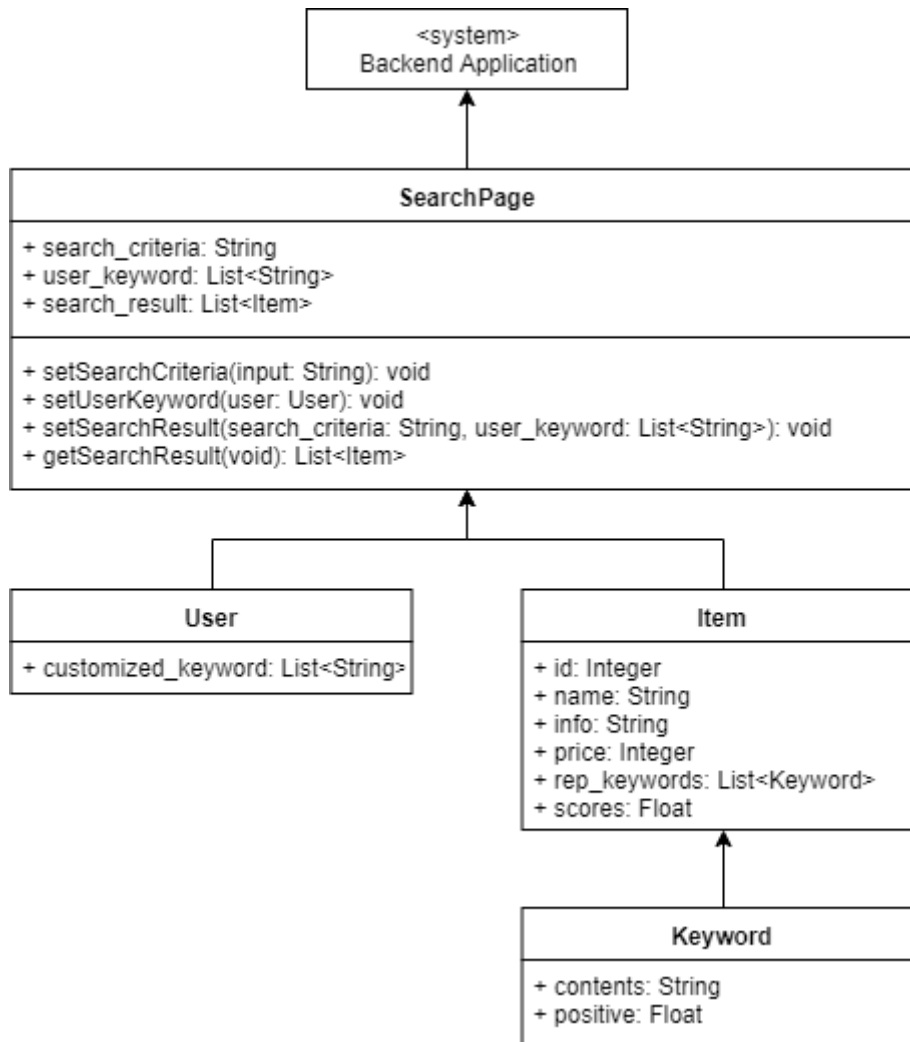 <system>
Backend Application
SearchPage
+ search_criteria: String
+ user_keyword: List<String>
+ search_result: List<Item>
+ setSearchCriteria(input: String): void
+ setUserKeyword(user: User): void
+ setSearchResult(search_criteria: String, user_keyword: List<String>): void
+ getSearchResult(void): List<Item>
User
+ customized_keyword: List<String>
Item
+ id: Integer
+ name: String
+ info: String
+ price: Integer
+ rep_keywords: List<Keyword>
+ scores: Float
Keyword
+ contents: String
+ positive: Float